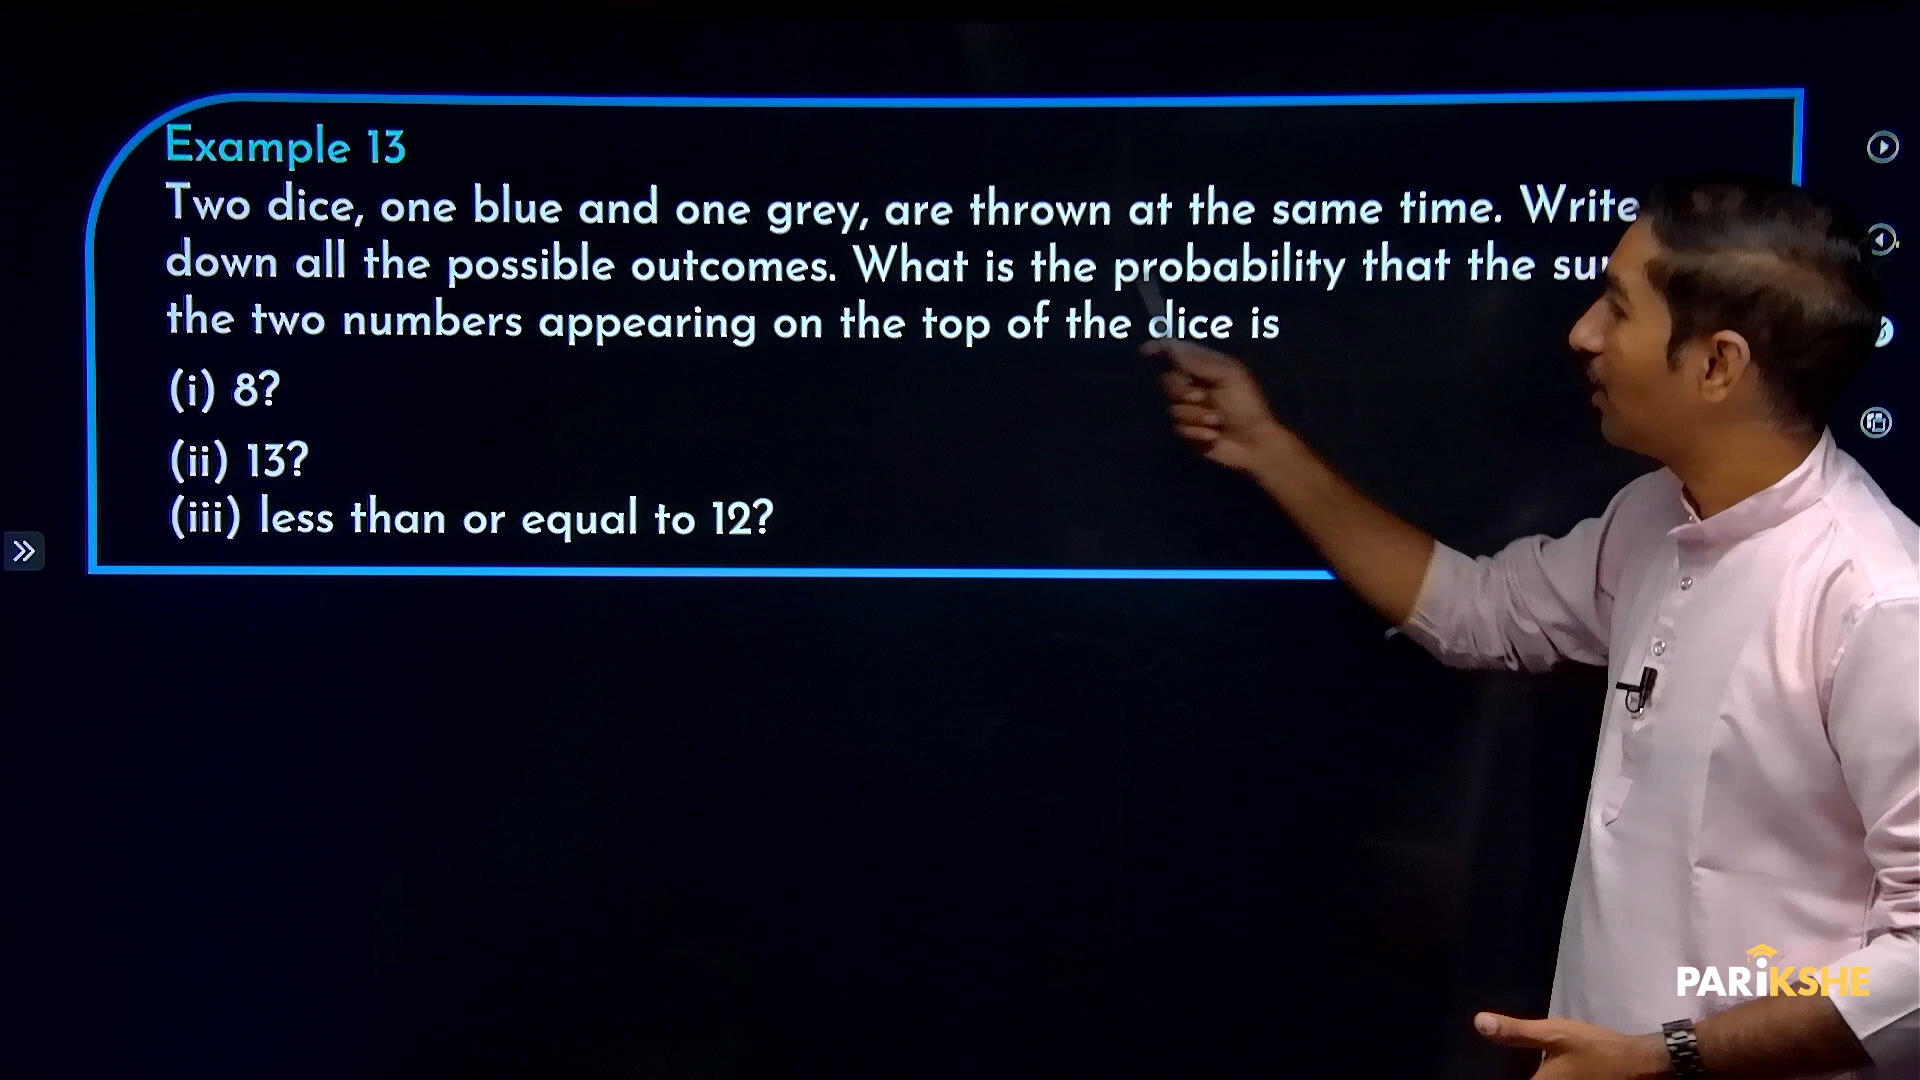 Example 13
Two dice, one blue and one grey, are thrown at the same time. Write
down all the possible outcomes. What is the probability that the
the two numbers appearing on the top of the dice is
(i) 8?
(ii) 13?
(iii) less than or equal to 12?
PARiKSHE